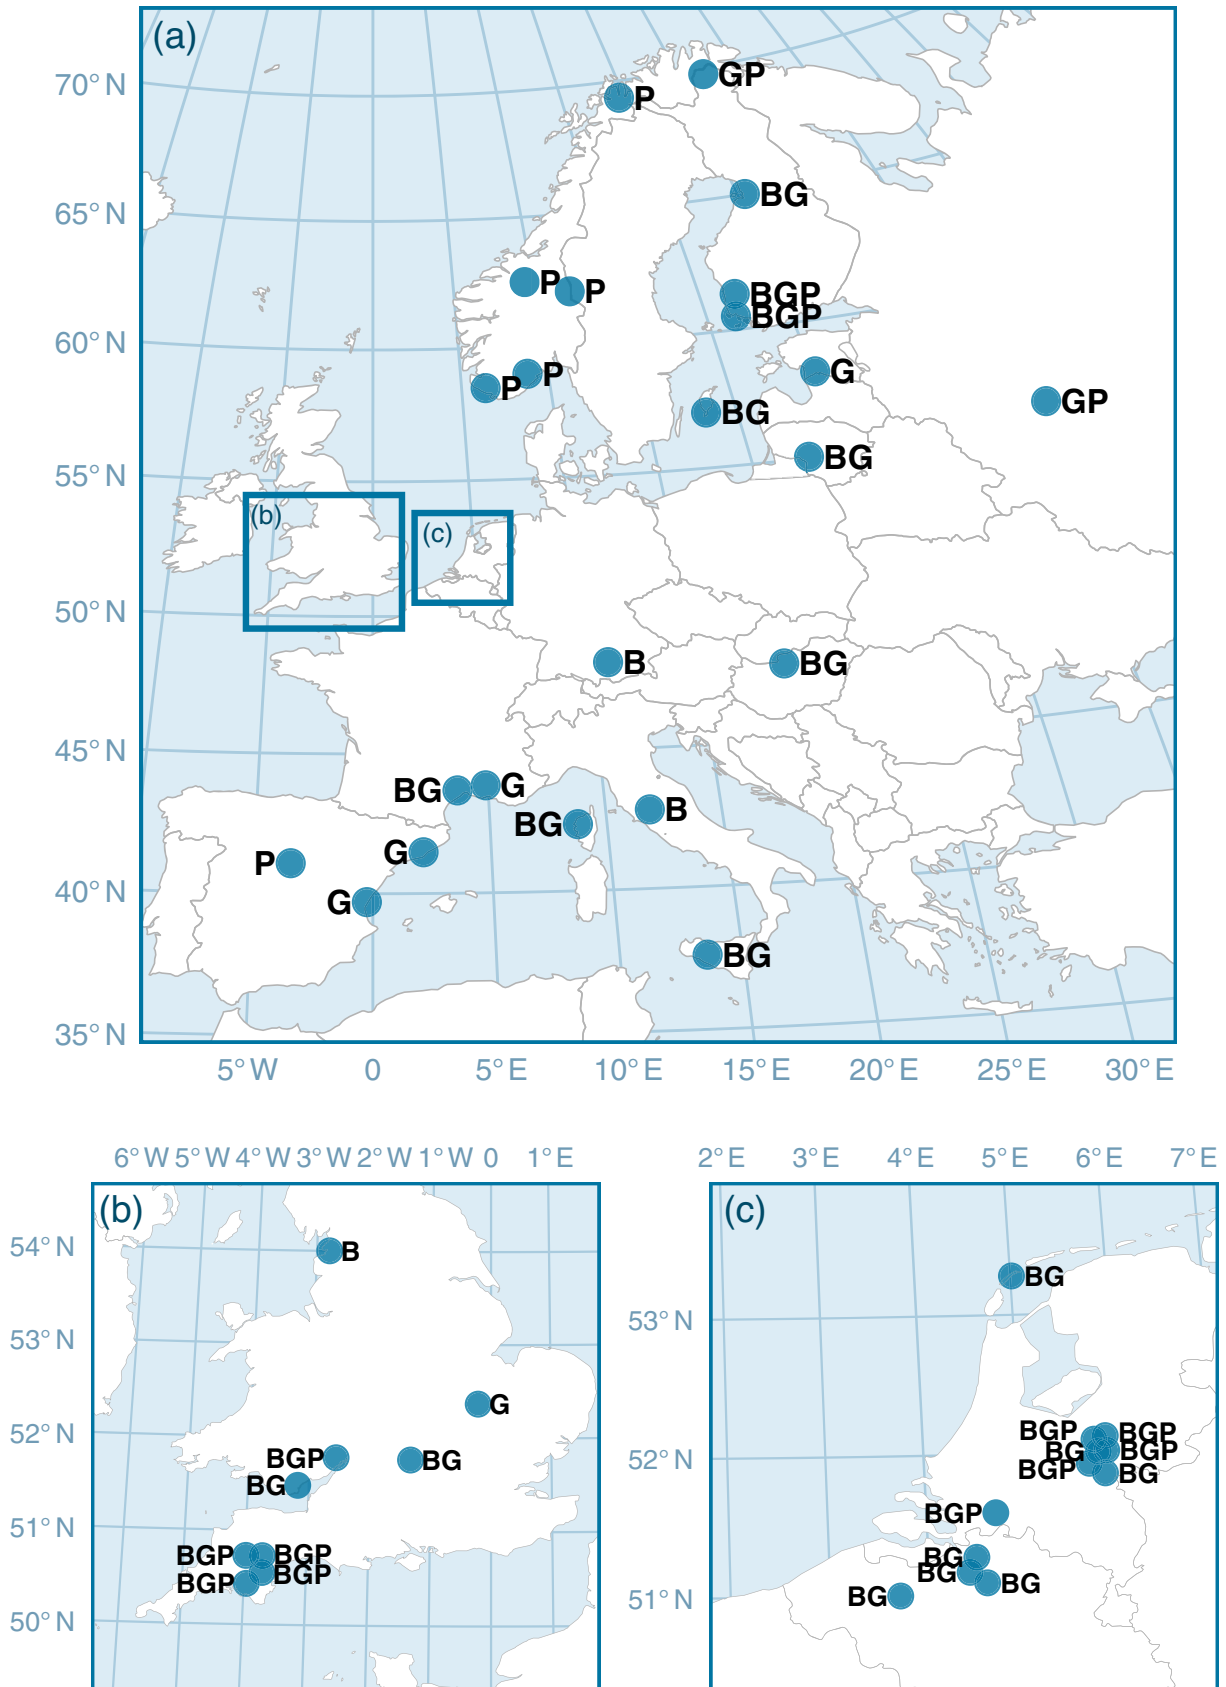 (a)
70° N
65° N
60° N
55° N
50° N
45° N
40° N
35° N
GP
P
BG
P
P
BGP
BGP
P
P
G
BG
GP
BG
(b)
(c)
B
BG
BG
G
BG
B
P
G
G
BG
5° W 0 5° E 10° E 15° E 20° E 25° E 30° E
6° W 5° W 4° W 3° W 2° W 1° W 0 1° E
(b)
54° N
53° N
52° N
51° N
50° N
B
G
BGP
BG
BG
BGP
BGP
BGP
BGP
2° E 3° E 4° E 5° E 6° E 7° E
(c)
53° N
52° N
51° N
BG
BGP
BGP
BG
BGP
BGP
BG
BGP
BG
BG
BG
BG